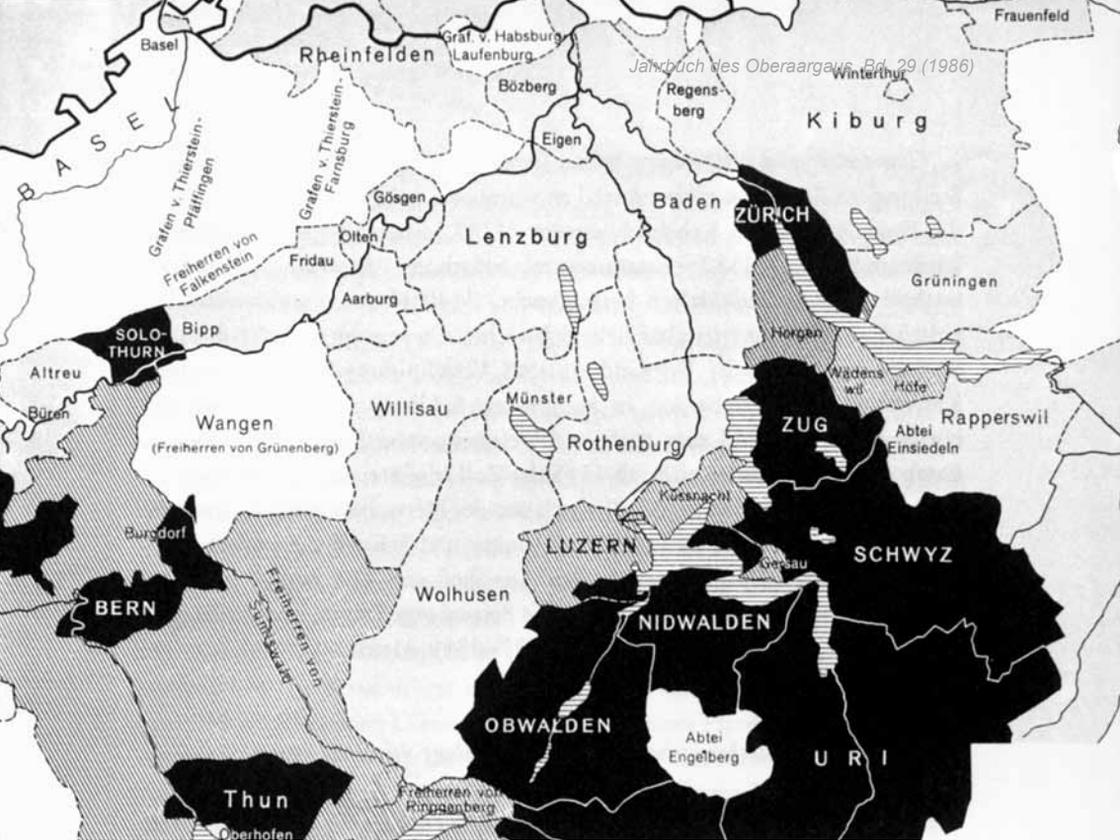 Frauenfeld
Basel
Graf. v. Habsburg
Laufenburg
Rheinfelden
Jahrbuch des Oberaargaus, Bd. 29 (1986)
Winterthur
Bözberg
Regens-
berg
Kiburg
BASEL
Grafen v. Thierstein-
Pfäffingen
Grafen v. Thierstein-
Farnsburg
Eigen
Gösgen
Baden
ZÜRICH
Olten
Lenzburg
Freiherren von
Falkenstein
Fridau
Grüningen
Aarburg
SOLO-
THURN
Bipp
Horgen
Altreu
Wädens
wil
Höfe
Büren
Münster
Willisau
Wangen
(Freiherren von Grünenberg)
Rapperswil
ZUG
Abtei
Einsiedeln
Rothenburg
Küssnacht
Burgdorf
LUZERN
SCHWYZ
Gersau
Wolhusen
BERN
NIDWALDEN
Freiherren von
Sumiswald
OBWALDEN
Abtei
Engelberg
URI
Thun
Freiherren von
Ringgenberg
Oberhofen